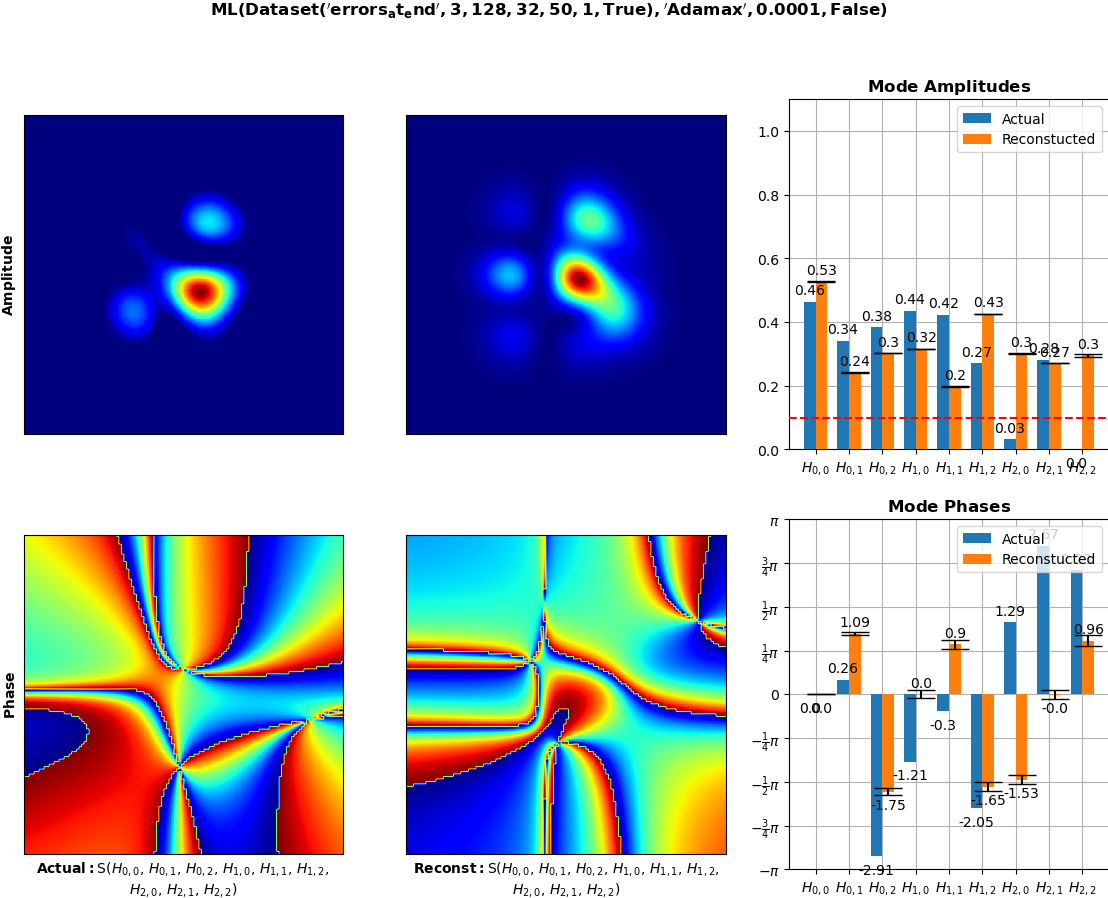 ML(Dataset('errors_at_end', 3, 128, 32, 50, 1, True), 'Adamax', 0.0001, False)
Amplitude
Mode Amplitudes
Actual
Reconstucted
1.0
0.8
0.6
0.4
0.2
0.0
0.46 0.53
0.34 0.24
0.38 0.3
0.44 0.32
0.42 0.2
0.27 0.43
0.03 0.3
0.28 0.27
0.0 0.3
H0,0 H0,1 H0,2 H1,0 H1,1 H1,2 H2,0 H2,1 H2,2
Phase
Actual: S(H0,0, H0,1, H0,2, H1,0, H1,1, H1,2,
H2,0, H2,1, H2,2)
Reconst: S(H0,0, H0,1, H0,2, H1,0, H1,1, H1,2,
H2,0, H2,1, H2,2)
Mode Phases
Actual
Reconstucted
π
3/4π
1/2π
1/4π
0
−1/4π
−1/2π
−3/4π
−π
0.0 0.0
0.26 1.09
-2.91 -1.75
-1.21 0.0
-0.3 0.9
-2.05 -1.65
1.29 -1.53
2.67 -0.0
0.96
H0,0 H0,1 H0,2 H1,0 H1,1 H1,2 H2,0 H2,1 H2,2